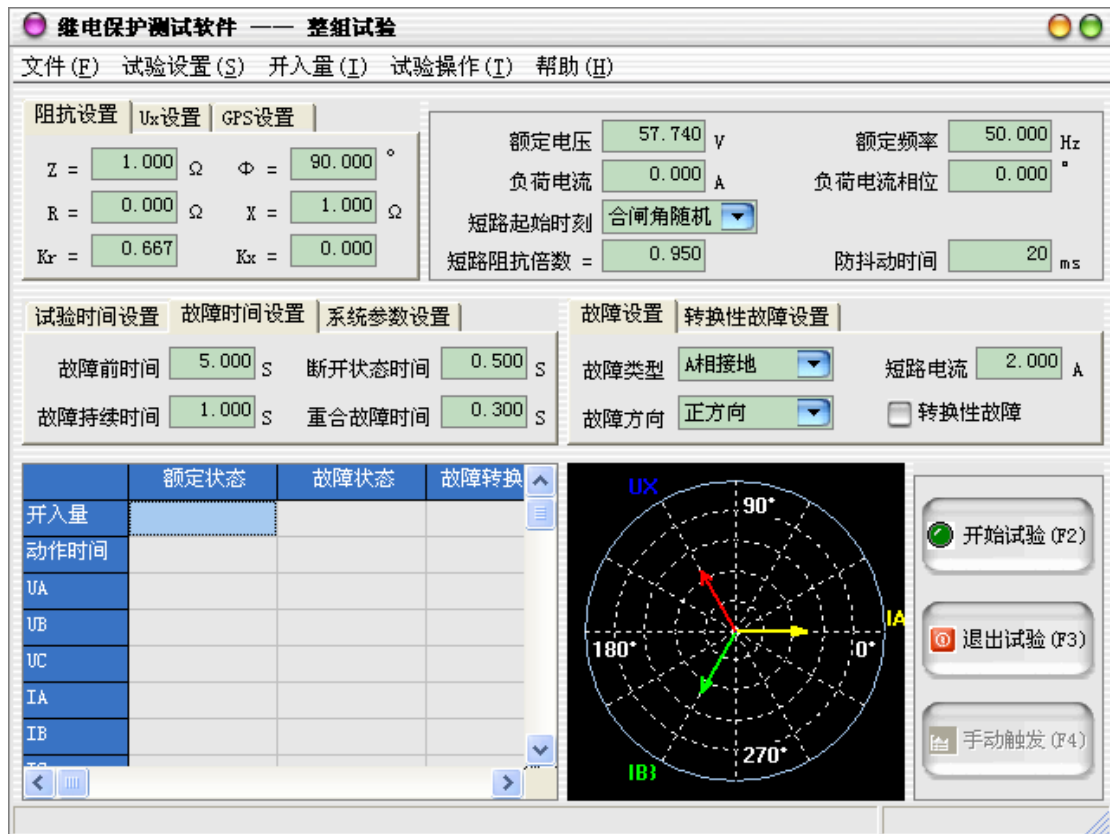 继电保护测试软件 —— 整组试验
文件(F) 试验设置(S) 开入量(I) 试验操作(T) 帮助(H)
阻抗设置 Ux设置 GPS设置
Z = 1.000 Ω Φ = 90.000 °
R = 0.000 Ω X = 1.000 Ω
Kr = 0.667 Kx = 0.000
额定电压 57.740 V 额定频率 50.000 Hz
负荷电流 0.000 A 负荷电流相位 0.000 °
短路起始时刻 合闸角随机
短路阻抗倍数 = 0.950 防抖动时间 20 ms
试验时间设置 故障时间设置 系统参数设置
故障前时间 5.000 S 断开状态时间 0.500 S
故障持续时间 1.000 S 重合故障时间 0.300 S
故障设置 转换性故障设置
故障类型 A相接地 短路电流 2.000 A
故障方向 正方向 转换性故障
额定状态 故障状态 故障转换
开入量
动作时间
UA
UB
UC
IA
IB
UX
90°
IA
180° 0°
270°
IB
开始试验(F2)
退出试验(F3)
手动触发(F4)